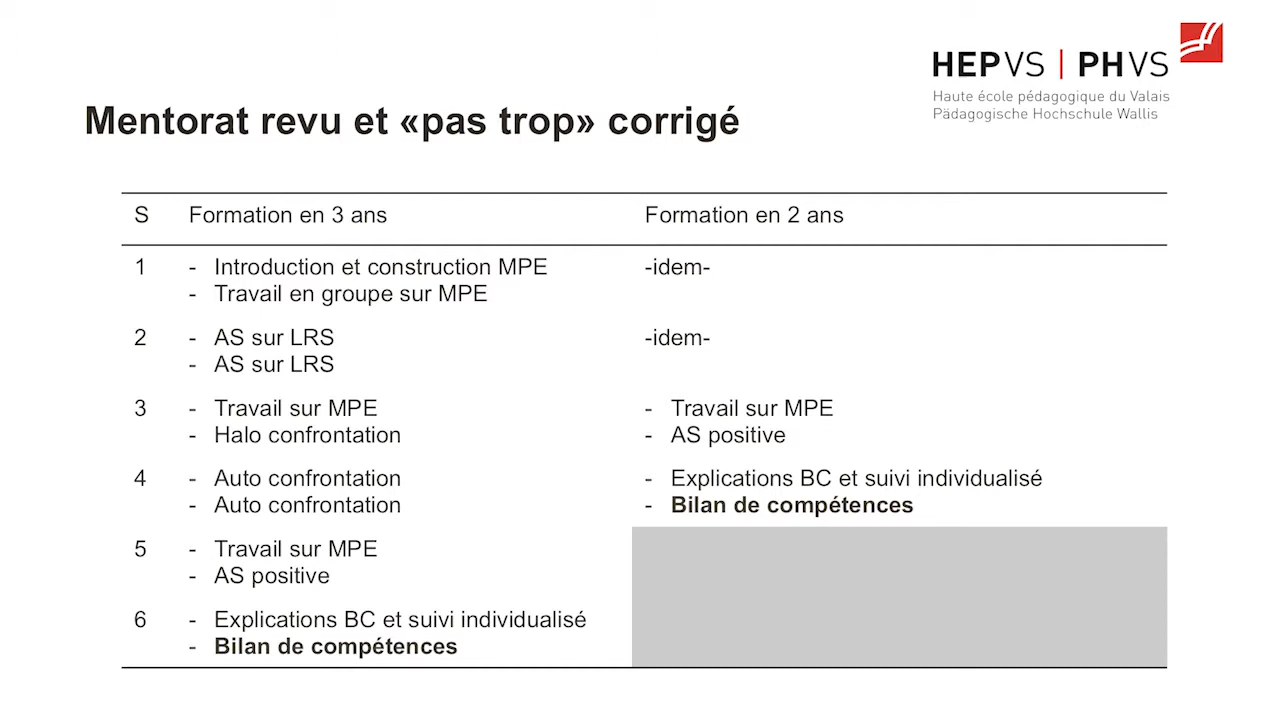 HEPVS | PHVS
Haute école pédagogique du Valais
Pädagogische Hochschule Wallis
Mentorat revu et «pas trop» corrigé
S Formation en 3 ans Formation en 2 ans
1 - Introduction et construction MPE -idem-
- Travail en groupe sur MPE
2 - AS sur LRS -idem-
- AS sur LRS
3 - Travail sur MPE - Travail sur MPE
- Halo confrontation - AS positive
4 - Auto confrontation - Explications BC et suivi individualisé
- Auto confrontation - Bilan de compétences
5 - Travail sur MPE
- AS positive
6 - Explications BC et suivi individualisé
- Bilan de compétences